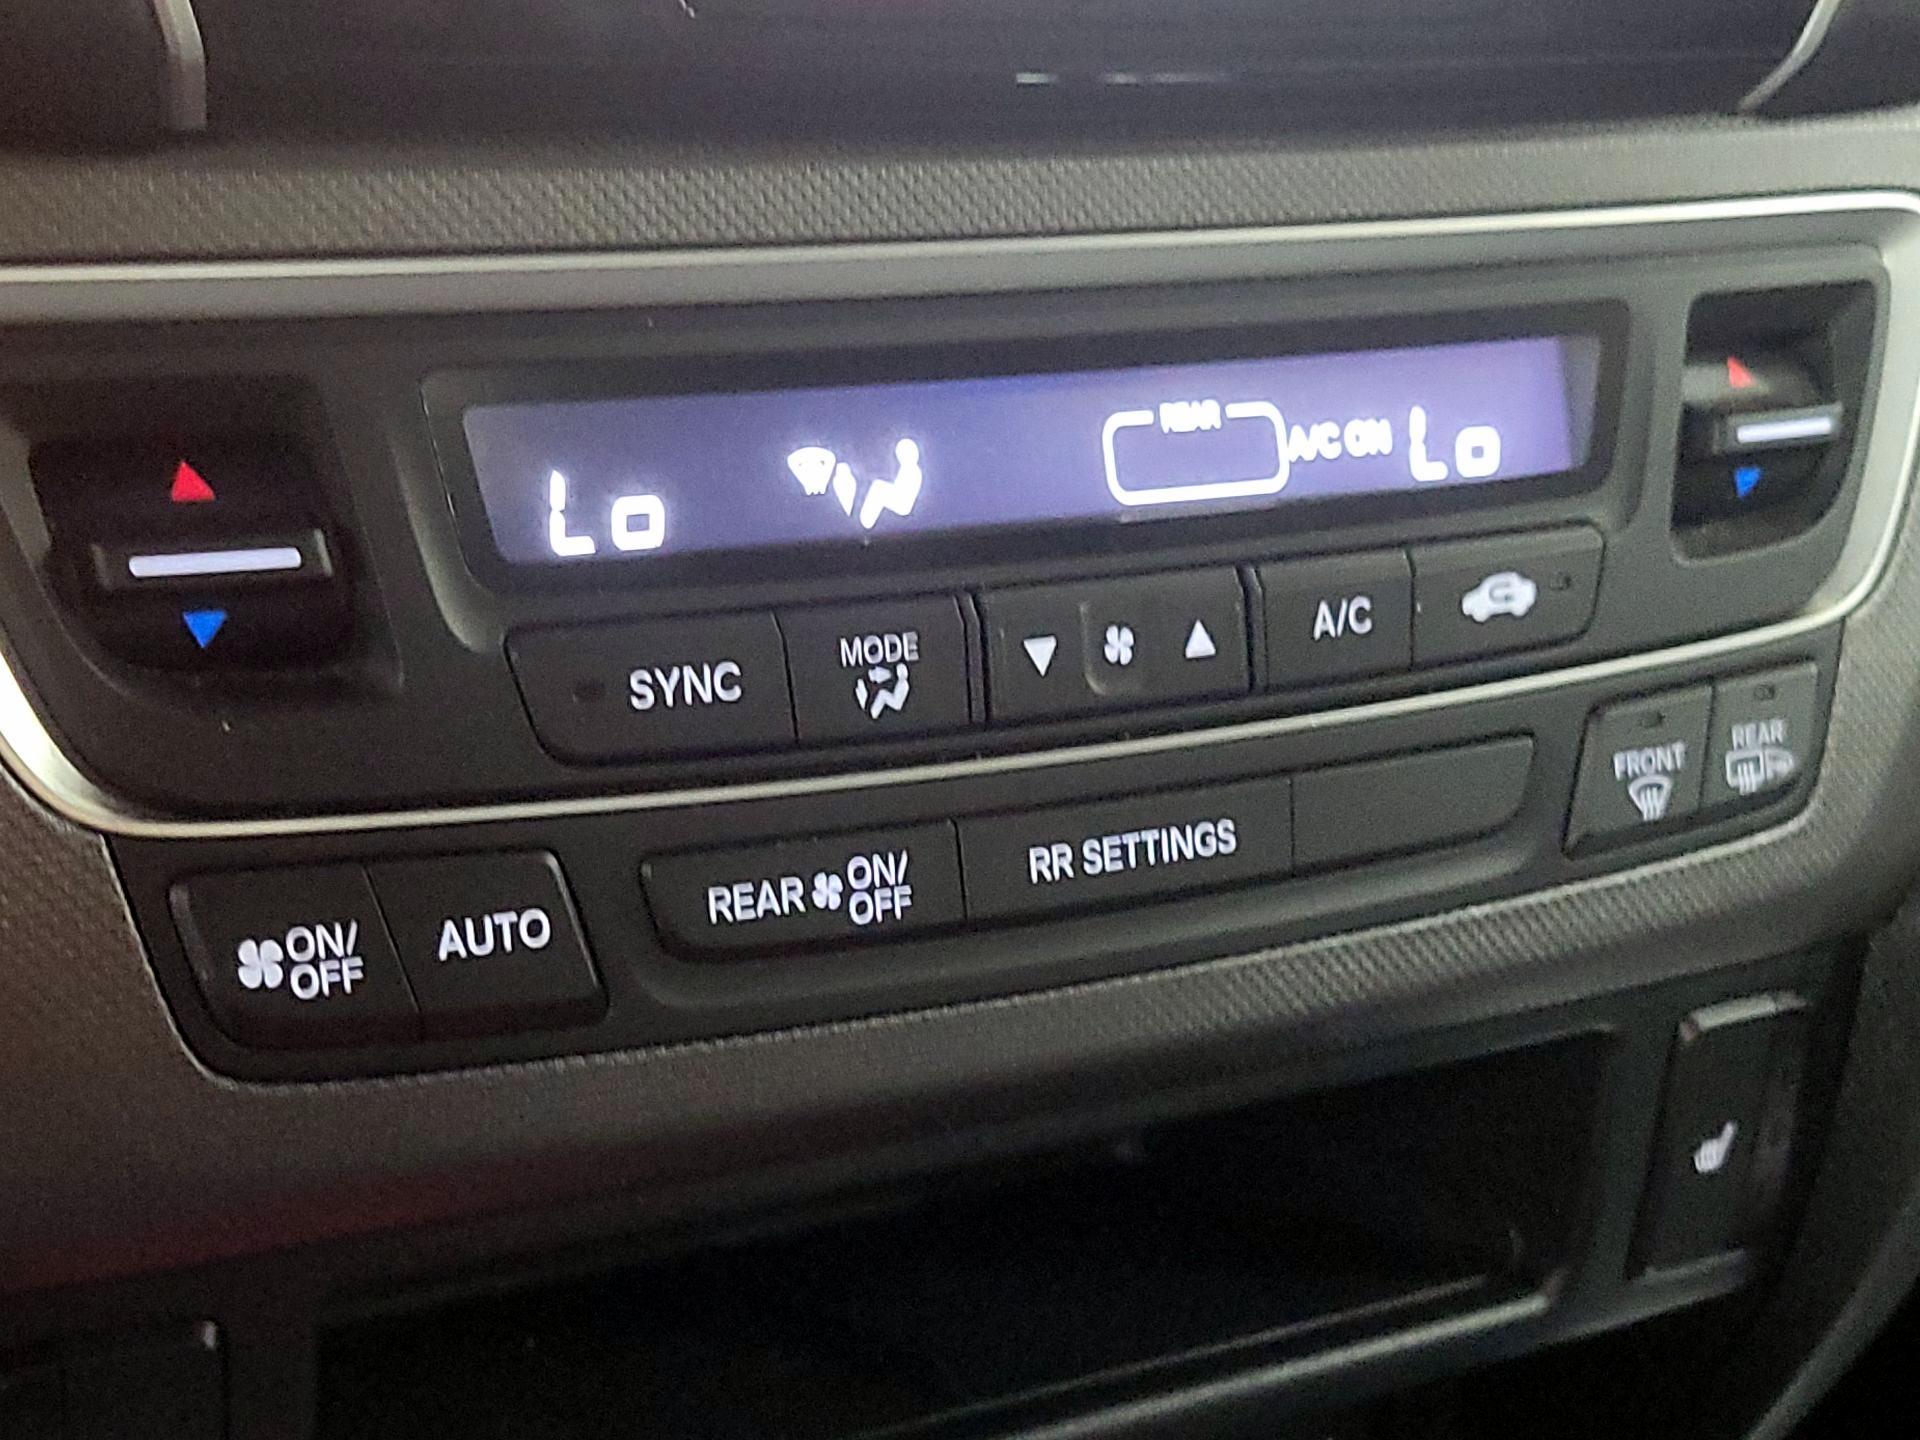 REAR
Lo A/C ON Lo
SYNC MODE A/C
FRONT REAR
REAR ON/OFF RR SETTINGS
ON/OFF AUTO